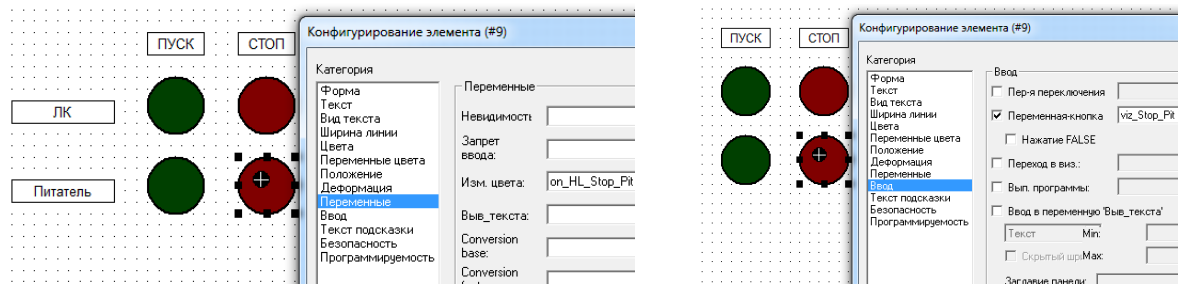 ПУСК
СТОП
ЛК
Питатель
Конфигурирование элемента (#9)
Категория
Форма
Текст
Вид текста
Ширина линии
Цвета
Переменные цвета
Положение
Деформация
Переменные
Ввод
Текст подсказки
Безопасность
Программируемость
Переменные
Невидимость
Запрет
ввода:
Изм. цвета:
on_HL_Stop_Pit
Выв_текста:
Conversion
base:
Conversion
ПУСК
СТОП
Конфигурирование элемента (#9)
Категория
Форма
Текст
Вид текста
Ширина линии
Цвета
Переменные цвета
Положение
Деформация
Переменные
Ввод
Текст подсказки
Безопасность
Программируемость
Ввод
Пер-я переключения
Переменная-кнопка
viz_Stop_Pit
Нажатие FALSE
Переход в виз.:
Вып. программы:
Ввод в переменную 'Выв_текста'
Текст
Min:
Скрытый шри
Max:
Заглавие панели: